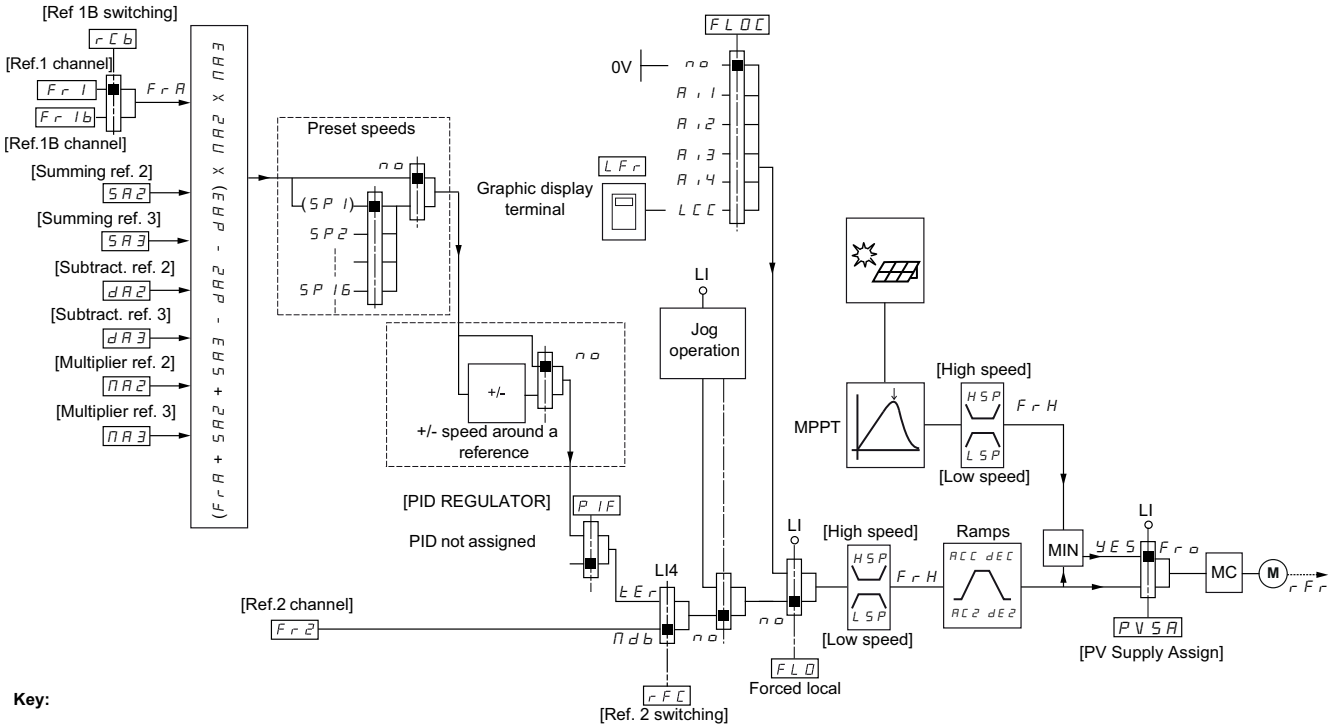 [Ref 1B switching]
rCb
[Ref.1 channel]
Fr1
FrA
Fr1b
[Ref.1B channel]
[Summing ref. 2]
SA2
[Summing ref. 3]
SA3
[Subtract. ref. 2]
dA2
[Subtract. ref. 3]
dA3
[Multiplier ref. 2]
MA2
[Multiplier ref. 3]
MA3
(FrA + SA2 + SA3 - dA2 - dA3) x MA2 x MA3
Preset speeds
no
(SP1)
SP2
SP16
+/-
no
+/- speed around a
reference
[PID REGULATOR]
PIF
PID not assigned
[Ref.2 channel]
Fr2
LI4
tEr
Mdb
rFC
[Ref. 2 switching]
FLOC
0V
no
Ai1
Ai2
Ai3
Ai4
LCC
LFr
Graphic display
terminal
LI
Jog
operation
no
LI
no
FLO
Forced local
[High speed]
HSP
LSP
[Low speed]
FrH
Ramps
ACC dEC
AC2 dE2
MPPT
[High speed]
HSP
LSP
[Low speed]
FrH
MIN
LI
YES
Fro
PVSA
[PV Supply Assign]
MC
M
rFr
Key: